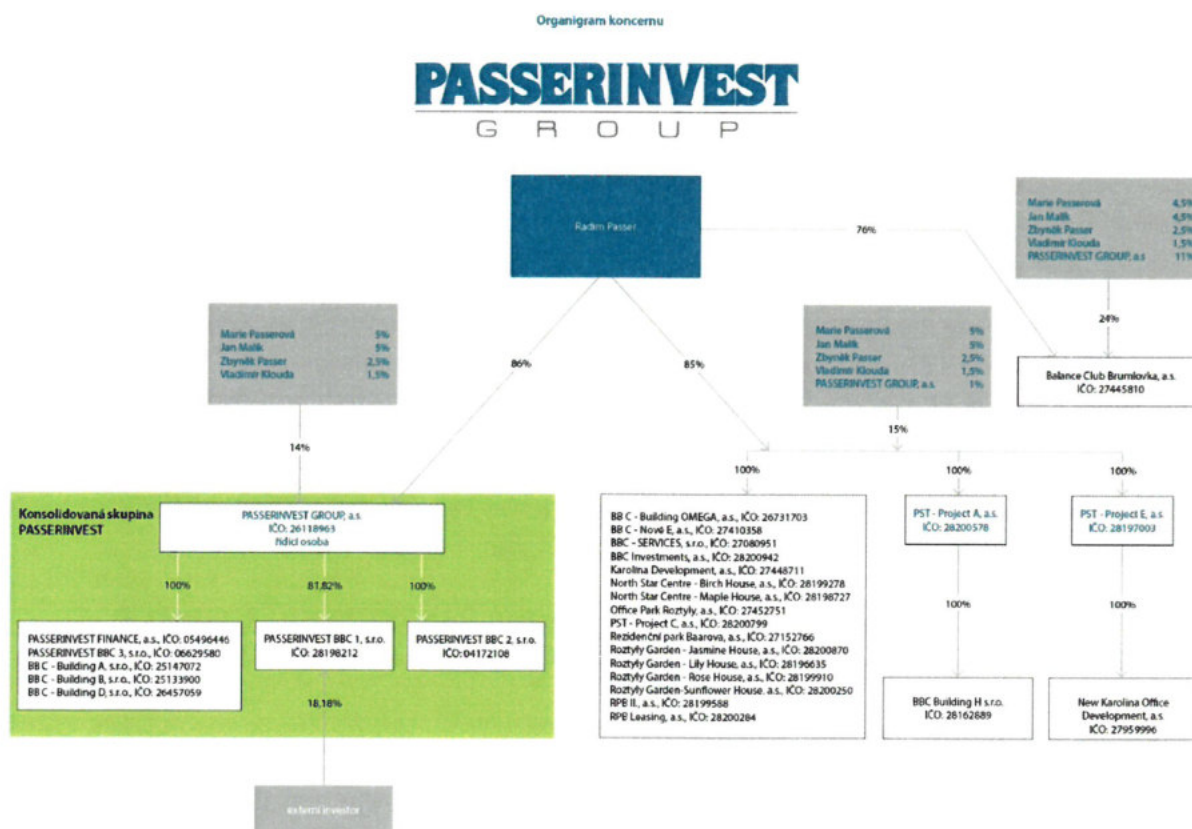 Organigram koncernu
PASSERINVEST
GROUP
Radim Passer
76%
Marie Passerová 4,5%
Jan Malík 4,5%
Zbyněk Passer 2,5%
Vladimír Klouda 1,5%
PASSERINVEST GROUP, a.s 11%
24%
Balance Club Brumlovka, a.s.
IČO: 27445810
Marie Passerová 5%
Jan Malík 5%
Zbyněk Passer 2,5%
Vladimír Klouda 1,5%
14%
86%
85%
Marie Passerová 5%
Jan Malík 5%
Zbyněk Passer 2,5%
Vladimír Klouda 1,5%
PASSERINVEST GROUP, a.s. 1%
15%
Konsolidovaná skupina
PASSERINVEST
PASSERINVEST GROUP, a.s.
IČO: 26118963
řídící osoba
100%
81,82%
100%
PASSERINVEST FINANCE, a.s., IČO: 05496446
PASSERINVEST BBC 3, s.r.o., IČO: 06629580
BB C - Building A, s.r.o., IČO: 25147072
BB C - Building B, s.r.o., IČO: 25133900
BB C - Building D, s.r.o., IČO: 26457059
PASSERINVEST BBC 1, s.r.o.
IČO: 28198212
PASSERINVEST BBC 2, s.r.o.
IČO: 04172108
18,18%
externí investor
100%
100%
100%
BB C - Building OMEGA, a.s., IČO: 26731703
BB C - Nové E, a.s., IČO: 27410358
BBC - SERVICES, s.r.o., IČO: 27080951
BBC Investments, a.s., IČO: 28200942
Karolina Development, a.s., IČO: 27448711
North Star Centre - Birch House, a.s., IČO: 28199278
North Star Centre - Maple House, a.s., IČO: 28198727
Office Park Roztyly, a.s., IČO: 27452751
PST - Project C, a.s., IČO: 28200799
Rezidenční park Baarova, a.s., IČO: 27152766
Roztyly Garden - Jasmine House, a.s., IČO: 28200870
Roztyly Garden - Lily House, a.s., IČO: 28196635
Roztyly Garden - Rose House, a.s., IČO: 28199910
Roztyly Garden-Sunflower House, a.s., IČO: 28200250
RPB II., a.s., IČO: 28199588
RPB Leasing, a.s., IČO: 28200284
PST - Project A, a.s.
IČO: 28200578
100%
BBC Building H s.r.o.
IČO: 28162889
PST - Project E, a.s.
IČO: 28197003
100%
New Karolina Office
Development, a.s.
IČO: 27959996